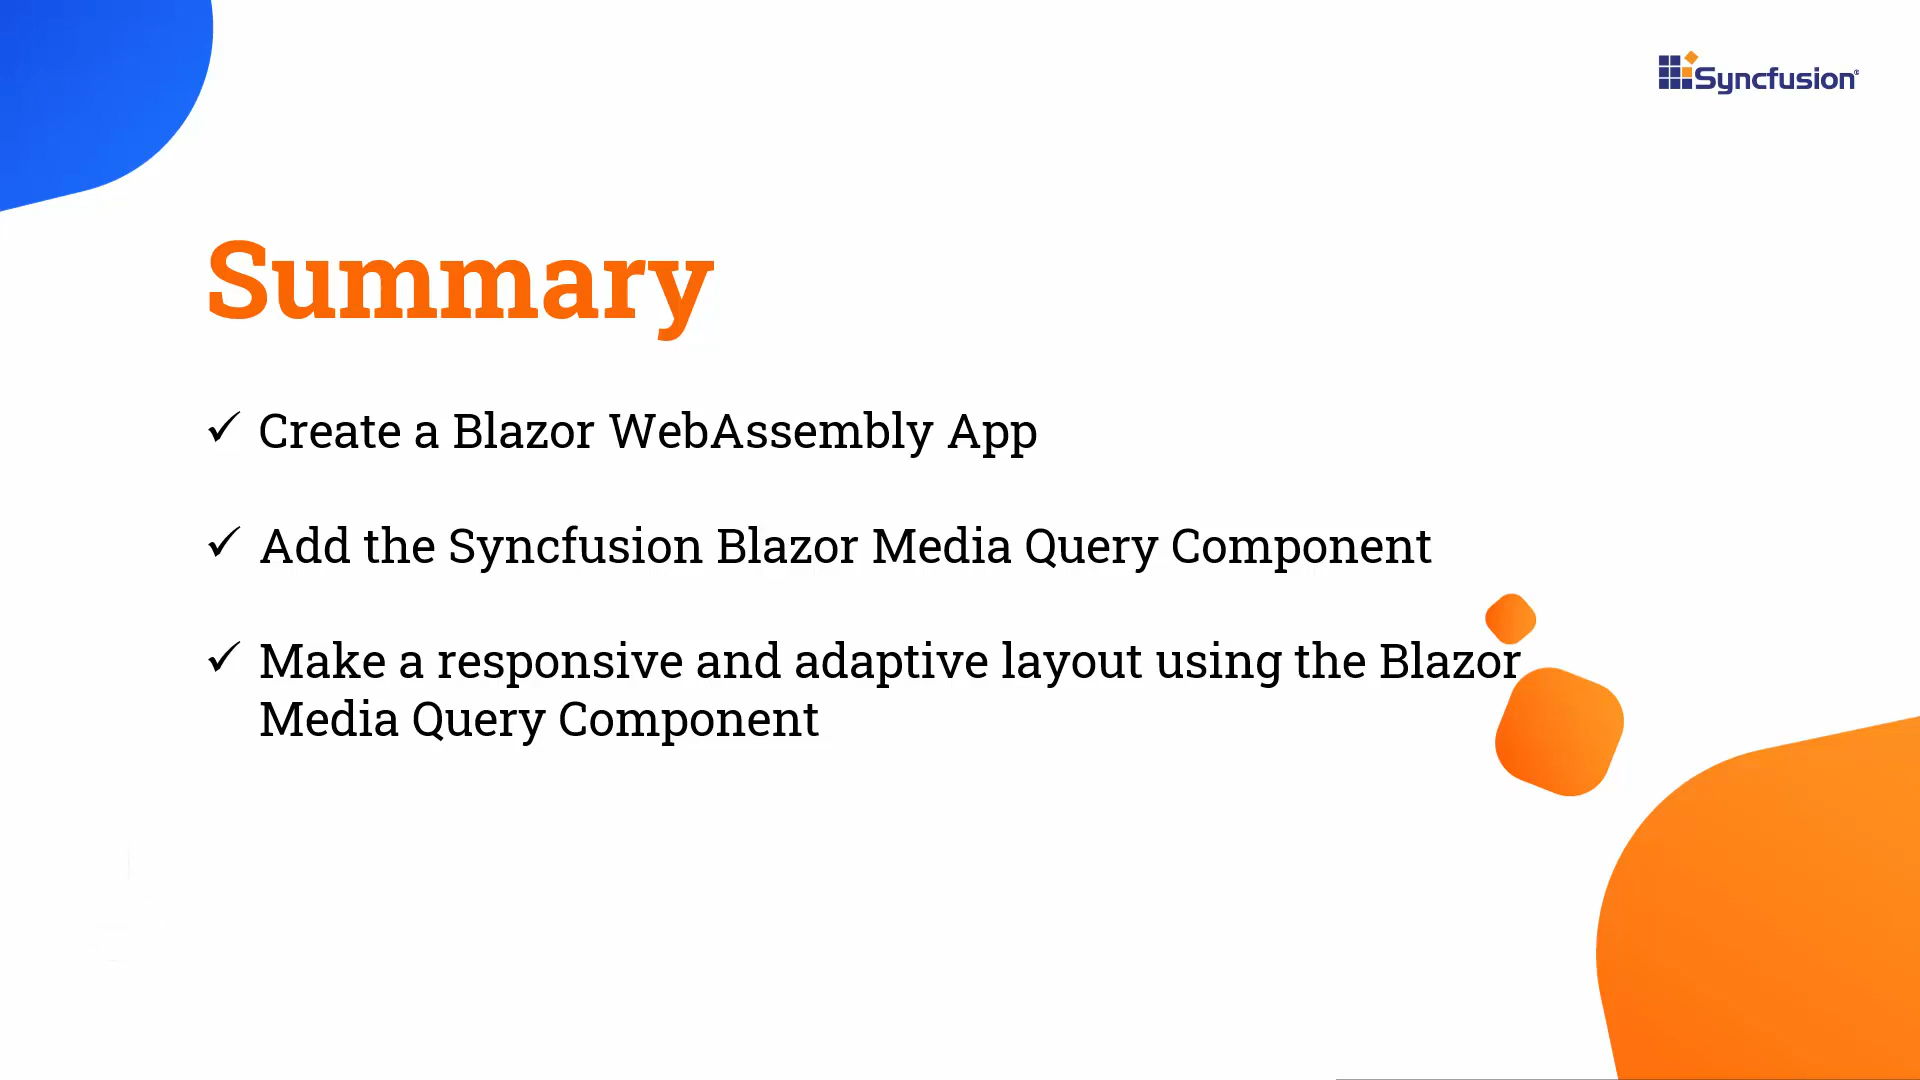 Syncfusion®
Summary
✓ Create a Blazor WebAssembly App
✓ Add the Syncfusion Blazor Media Query Component
✓ Make a responsive and adaptive layout using the Blazor
Media Query Component